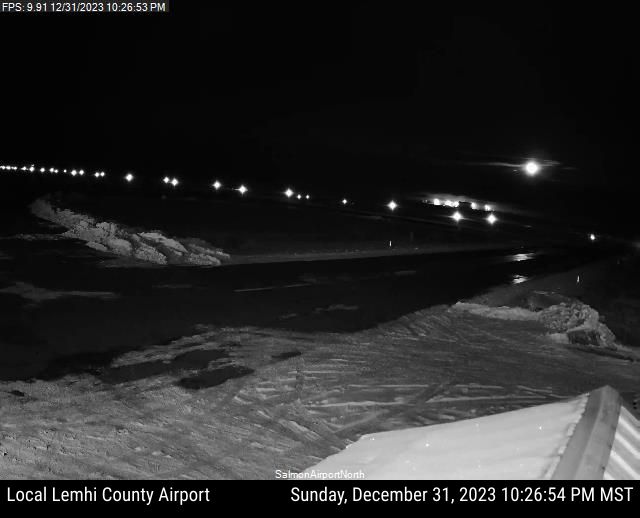 FPS: 9.91 12/31/2023 10:26:53 PM
SalmonAirportNorth
Local Lemhi County Airport Sunday, December 31, 2023 10:26:54 PM MST